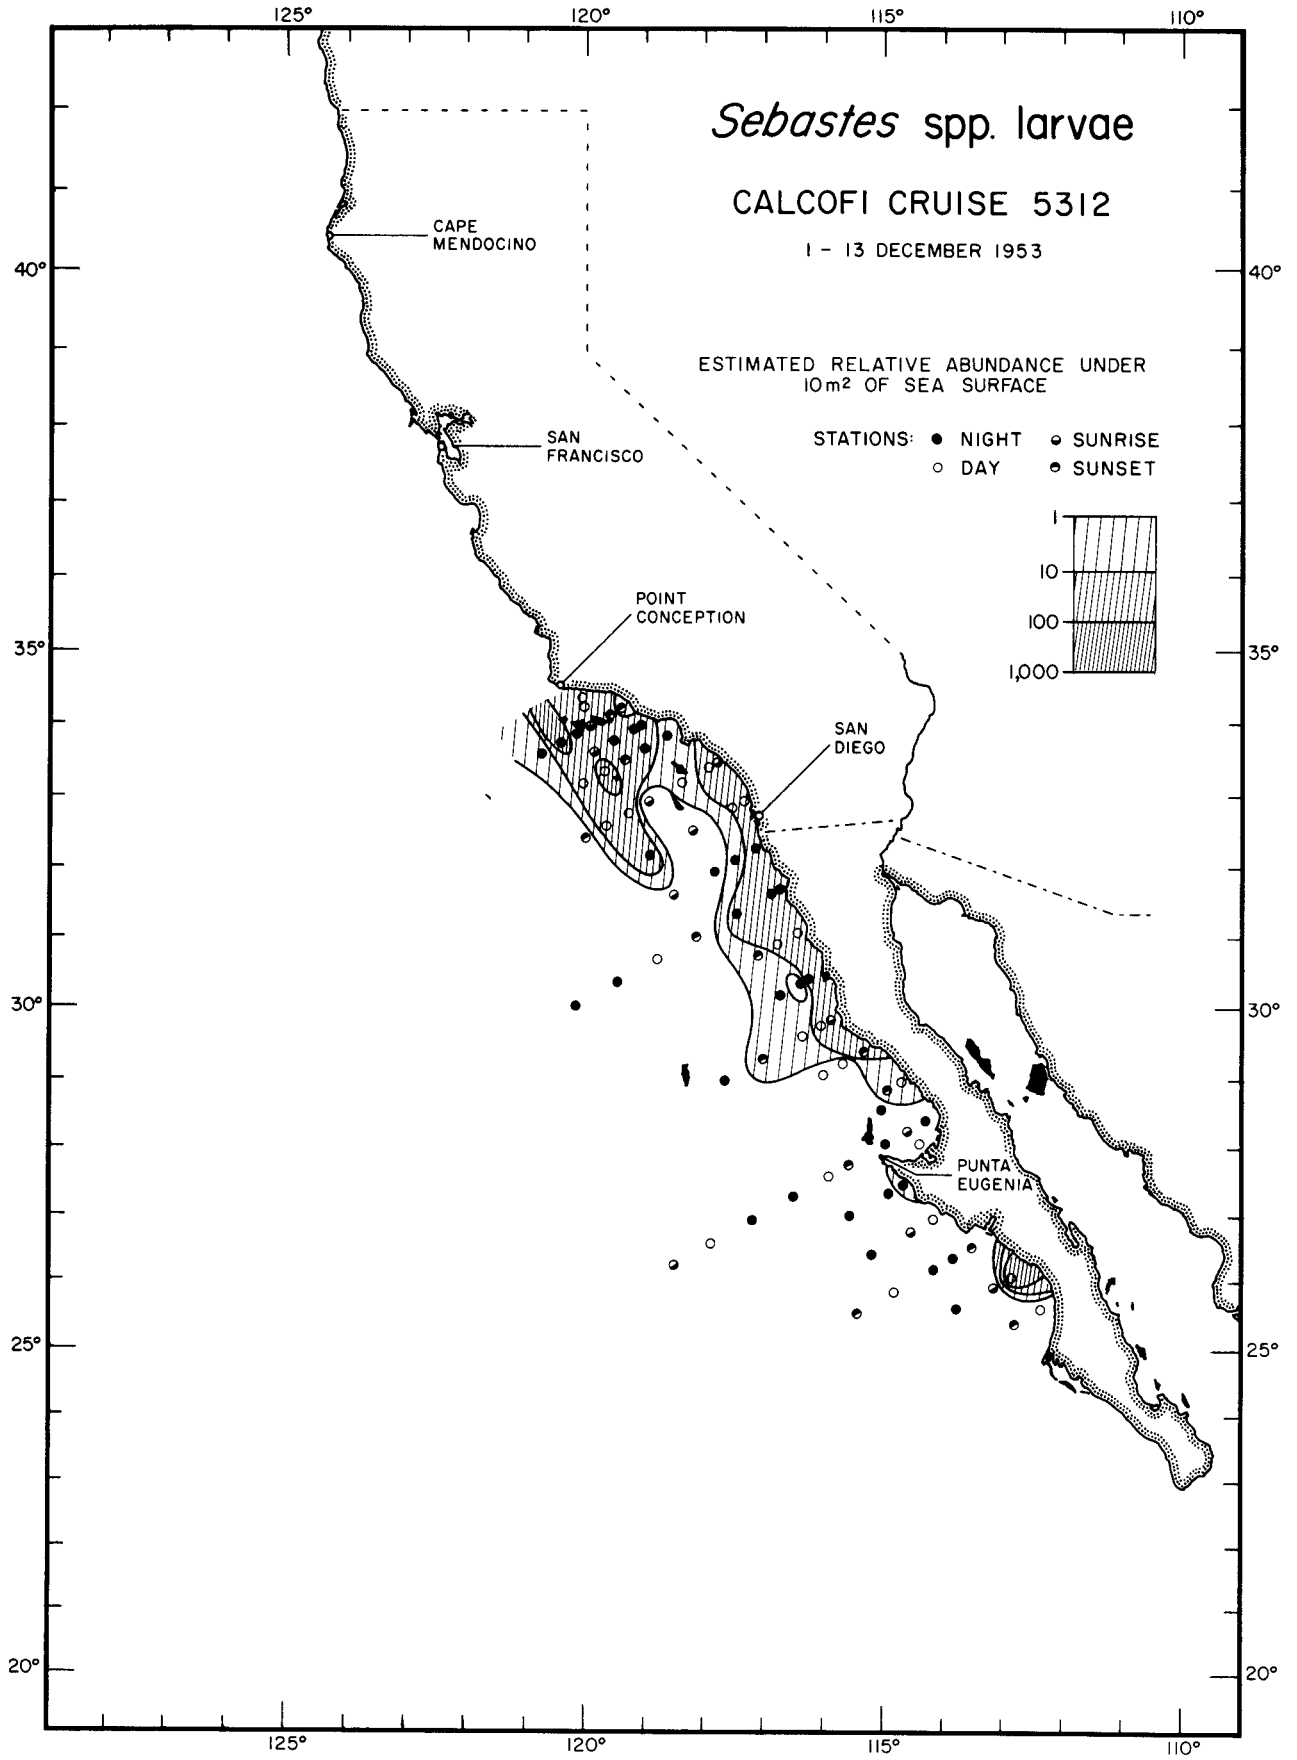 125° 120° 115° 110°
Sebastes spp. larvae
CALCOFI CRUISE 5312
1 – 13 DECEMBER 1953
CAPE
MENDOCINO
40° 40°
ESTIMATED RELATIVE ABUNDANCE UNDER
10m² OF SEA SURFACE
STATIONS: ● NIGHT SUNRISE
○ DAY SUNSET
SAN
FRANCISCO
1
10
100
1,000
POINT
CONCEPTION
35° 35°
SAN
DIEGO
30° 30°
PUNTA
EUGENIA
25° 25°
20° 20°
125° 120° 115° 110°